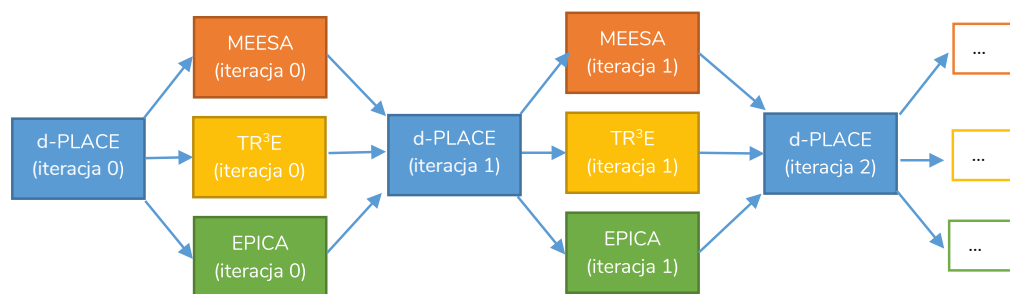 d-PLACE
(iteracja 0)
MEESA
(iteracja 0)
TR³E
(iteracja 0)
EPICA
(iteracja 0)
d-PLACE
(iteracja 1)
MEESA
(iteracja 1)
TR³E
(iteracja 1)
EPICA
(iteracja 1)
d-PLACE
(iteracja 2)
...
...
...